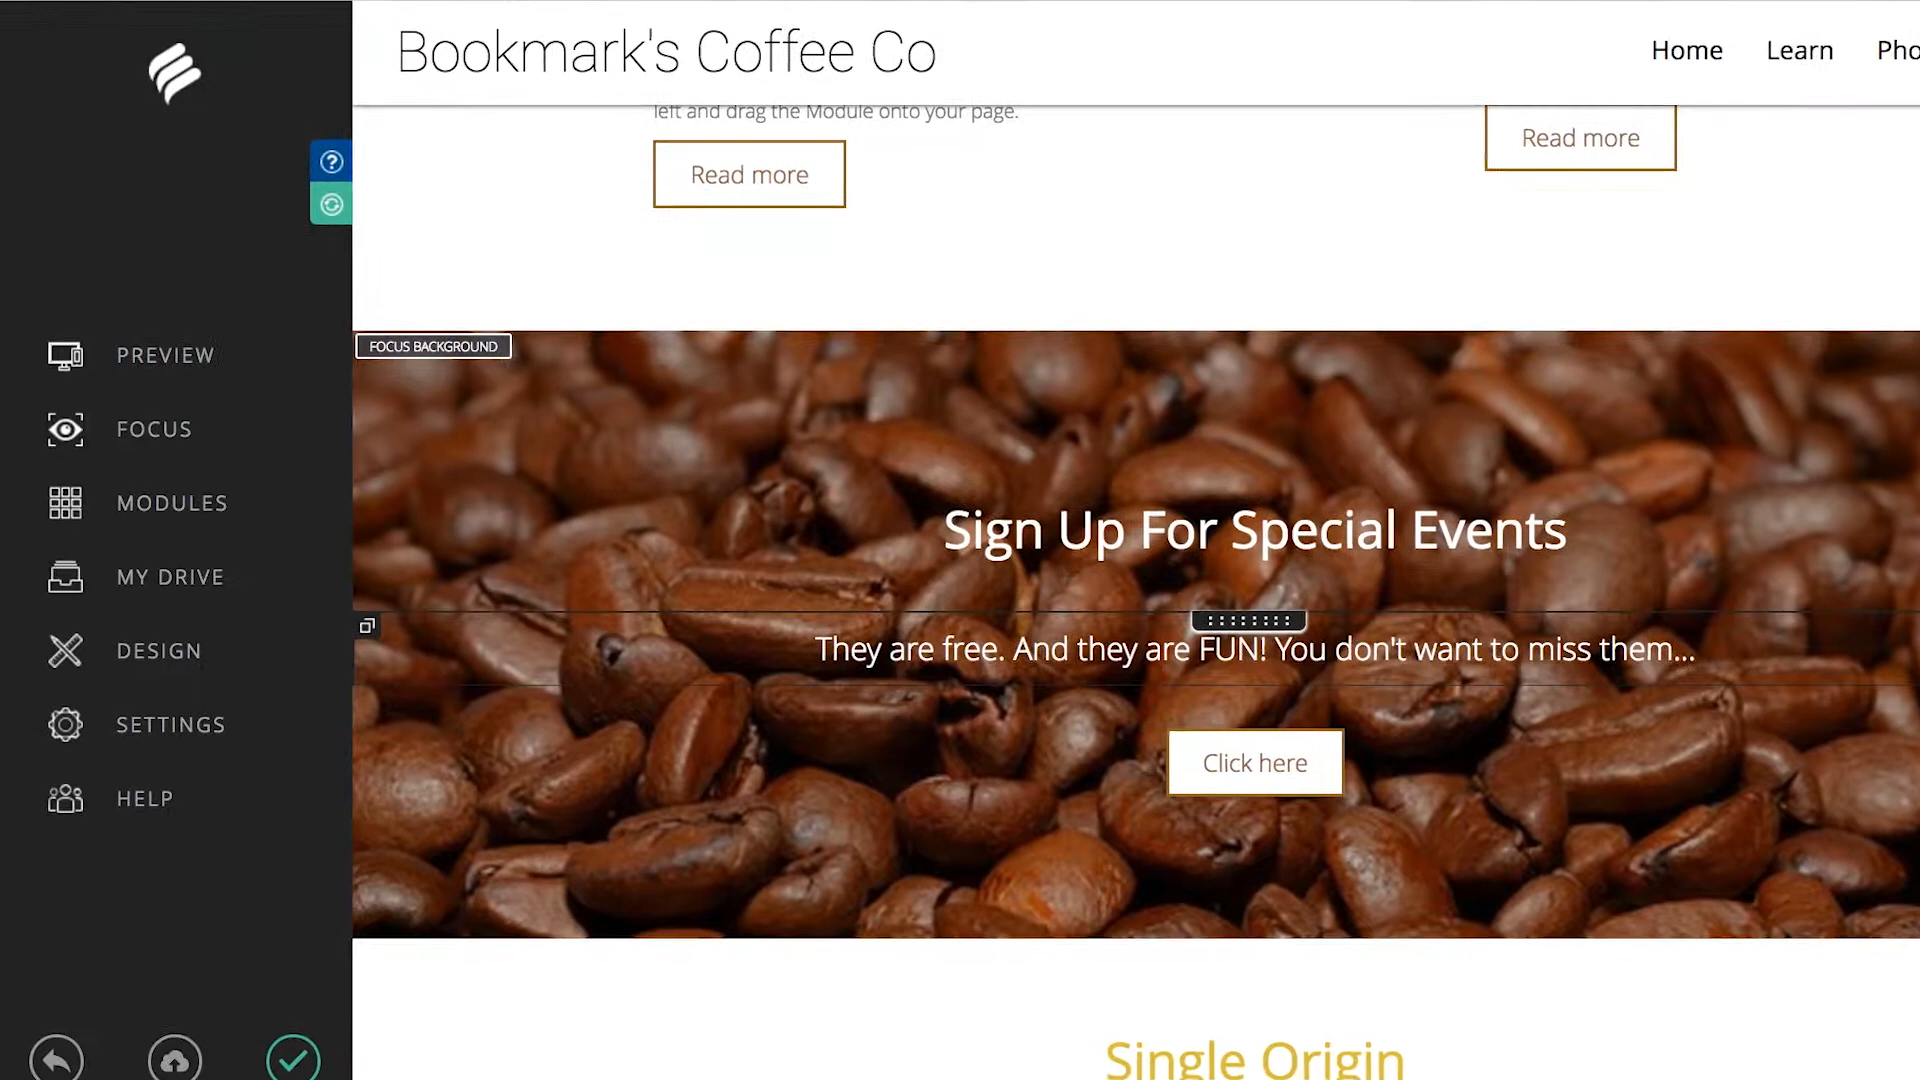 Bookmark's Coffee Co
Home Learn Pho
left and drag the Module onto your page.
Read more
Read more
PREVIEW
FOCUS
MODULES
MY DRIVE
DESIGN
SETTINGS
HELP
FOCUS BACKGROUND
Sign Up For Special Events
They are free. And they are FUN! You don't want to miss them...
Click here
Single Origin